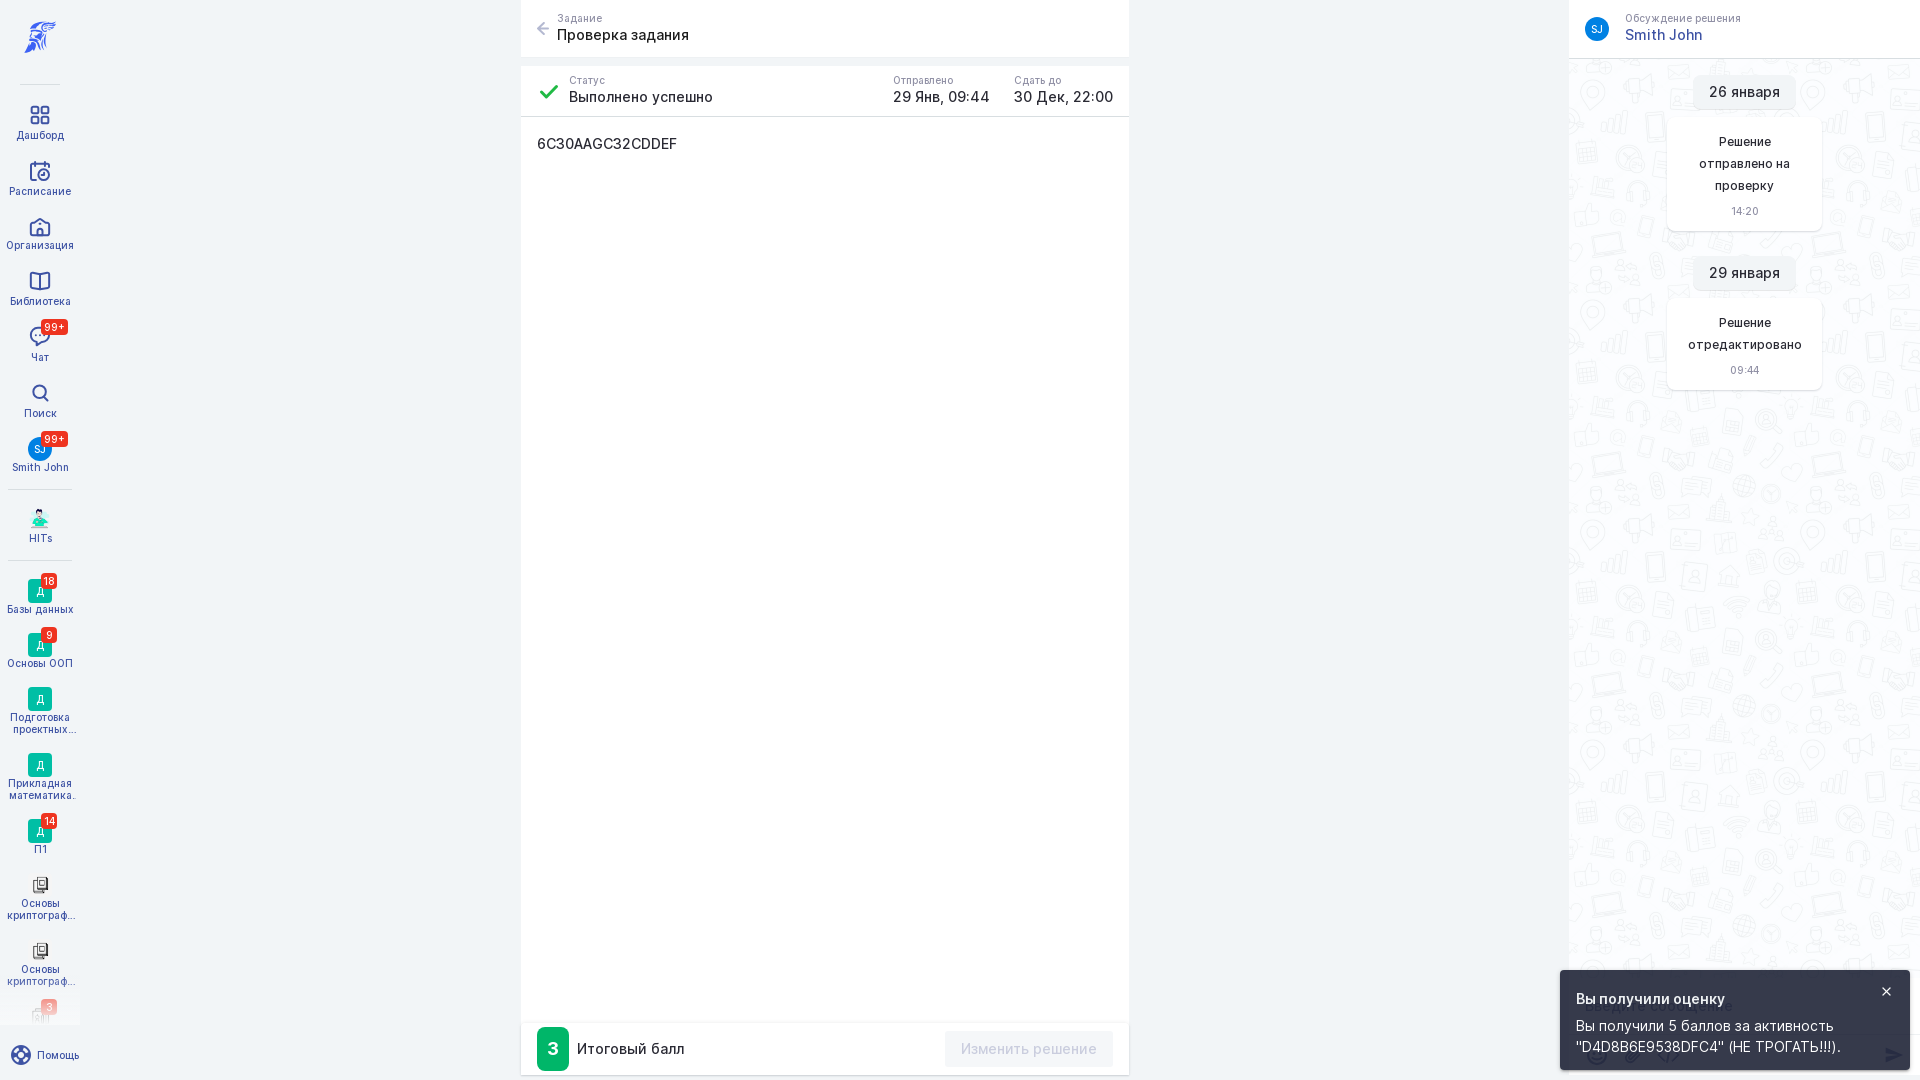 Дашборд
Расписание
Организация
Библиотека
99+
Чат
Поиск
99+
SJ
Smith John
HITs
18
Д
Базы данных
9
Д
Основы ООП
Д
Подготовка
проектных...
Д
Прикладная
математика.
14
Д
П1
Основы
криптограф...
Основы
криптограф...
3
Помощь
Задание
Проверка задания
Статус
Выполнено успешно
Отправлено
29 Янв, 09:44
Сдать до
30 Дек, 22:00
6C30AAGC32CDDEF
3
Итоговый балл
Изменить решение
SJ
Обсуждение решения
Smith John
26 января
Решение
отправлено на
проверку
14:20
29 января
Решение
отредактировано
09:44
Вы получили оценку
Вы получили 5 баллов за активность
"D4D8B6E9538DFC4" (НЕ ТРОГАТЬ!!!).